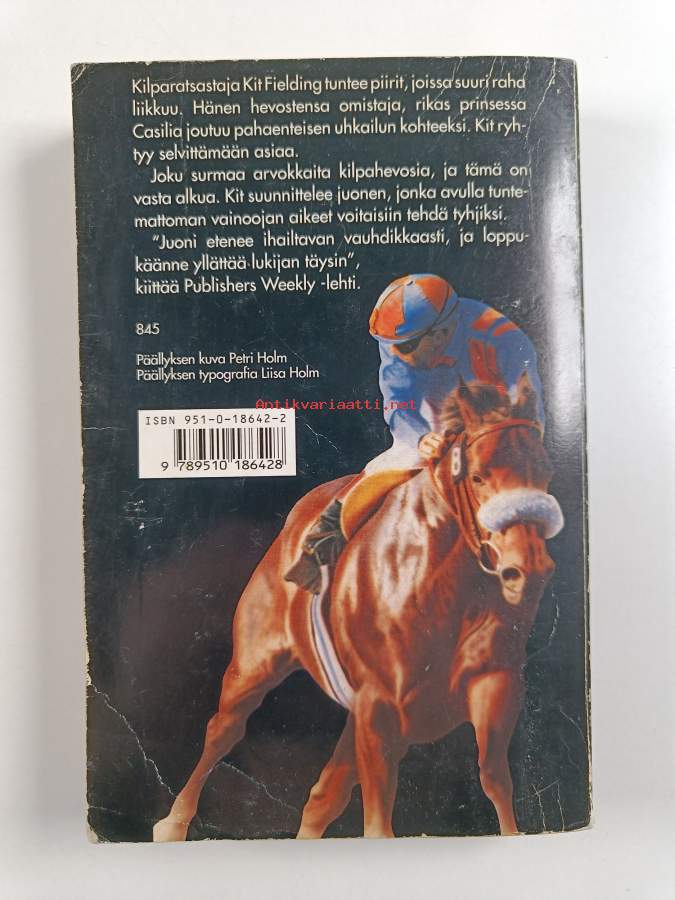 Kilparatsastaja Kit Fielding tuntee piirit, joissa suuri raha
liikkuu. Hänen hevostensa omistaja, rikas prinsessa
Casilia joutuu pahaenteisen uhkailun kohteeksi. Kit ryh-
tyy selvittämään asiaa.
Joku surmaa arvokkaita kilpahevosia, ja tämä on
vasta alkua. Kit suunnittelee juonen, jonka avulla tunte-
mattoman vainoojan aikeet voitaisiin tehdä tyhjiksi.
”Juoni etenee ihailtavan vauhdikkaasti, ja loppu-
käänne yllättää lukijan täysin”,
kiittää Publishers Weekly -lehti.
845
Päällyksen kuva Petri Holm
Päällyksen typografia Liisa Holm
Antikvariaatti.net
ISBN 951-0-18642-2
9 789510 186428
8